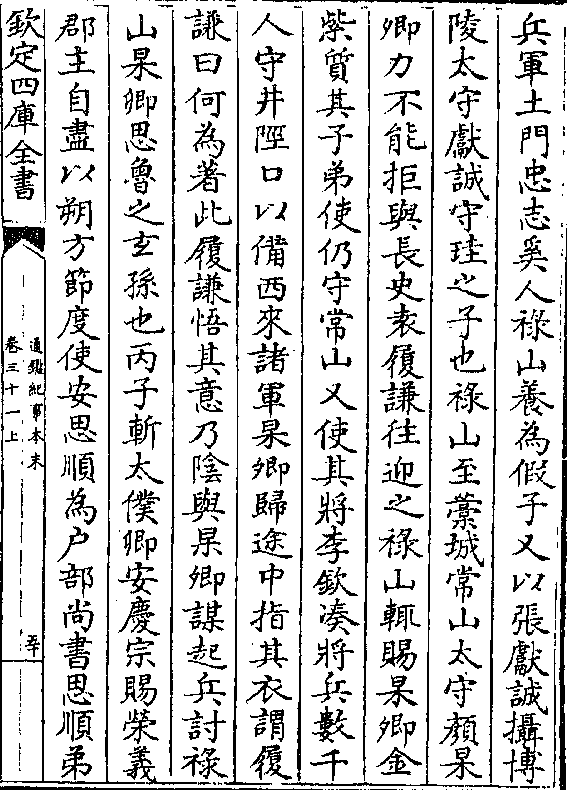 兵軍土門忠志奚人祿山養為假子又以張獻誠攝博
陵太守獻誠守珪之子也祿山至藁城常山太守顏杲
卿力不能拒與長史袁履謙往迎之祿山輒賜杲卿金
紫質其子弟使仍守常山又使其將李欽湊將兵數千
人守井陘口以備西來諸軍杲卿歸途中指其衣謂履
謙曰何為著此履謙悟其意乃陰與杲卿謀起兵討祿
山杲卿思魯之玄孫也丙子斬太僕卿安慶宗賜榮義
郡主自盡以朔方節度使安思順為户部尚書思順弟
欽定四庫全書
通鑑紀事本末
卷三十一上
五十